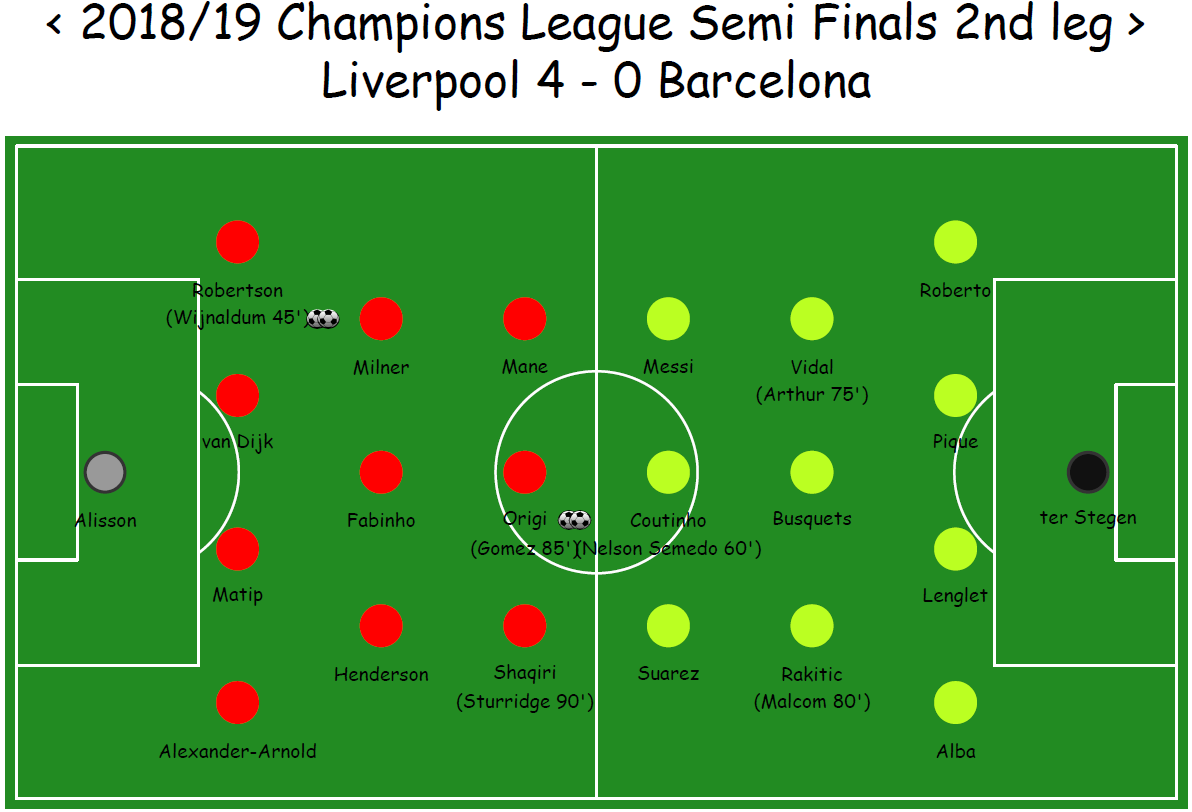 < 2018/19 Champions League Semi Finals 2nd leg >
Liverpool 4 - 0 Barcelona
Robertson
(Wijnaldum 45')
Roberto
Milner
Mane
Messi
Vidal
(Arthur 75')
van Dijk
Pique
Alisson
Fabinho
Origi
(Gomez 85')
Coutinho
(Nelson Semedo 60')
Busquets
ter Stegen
Matip
Lenglet
Henderson
Shaqiri
(Sturridge 90')
Suarez
Rakitic
(Malcom 80')
Alexander-Arnold
Alba